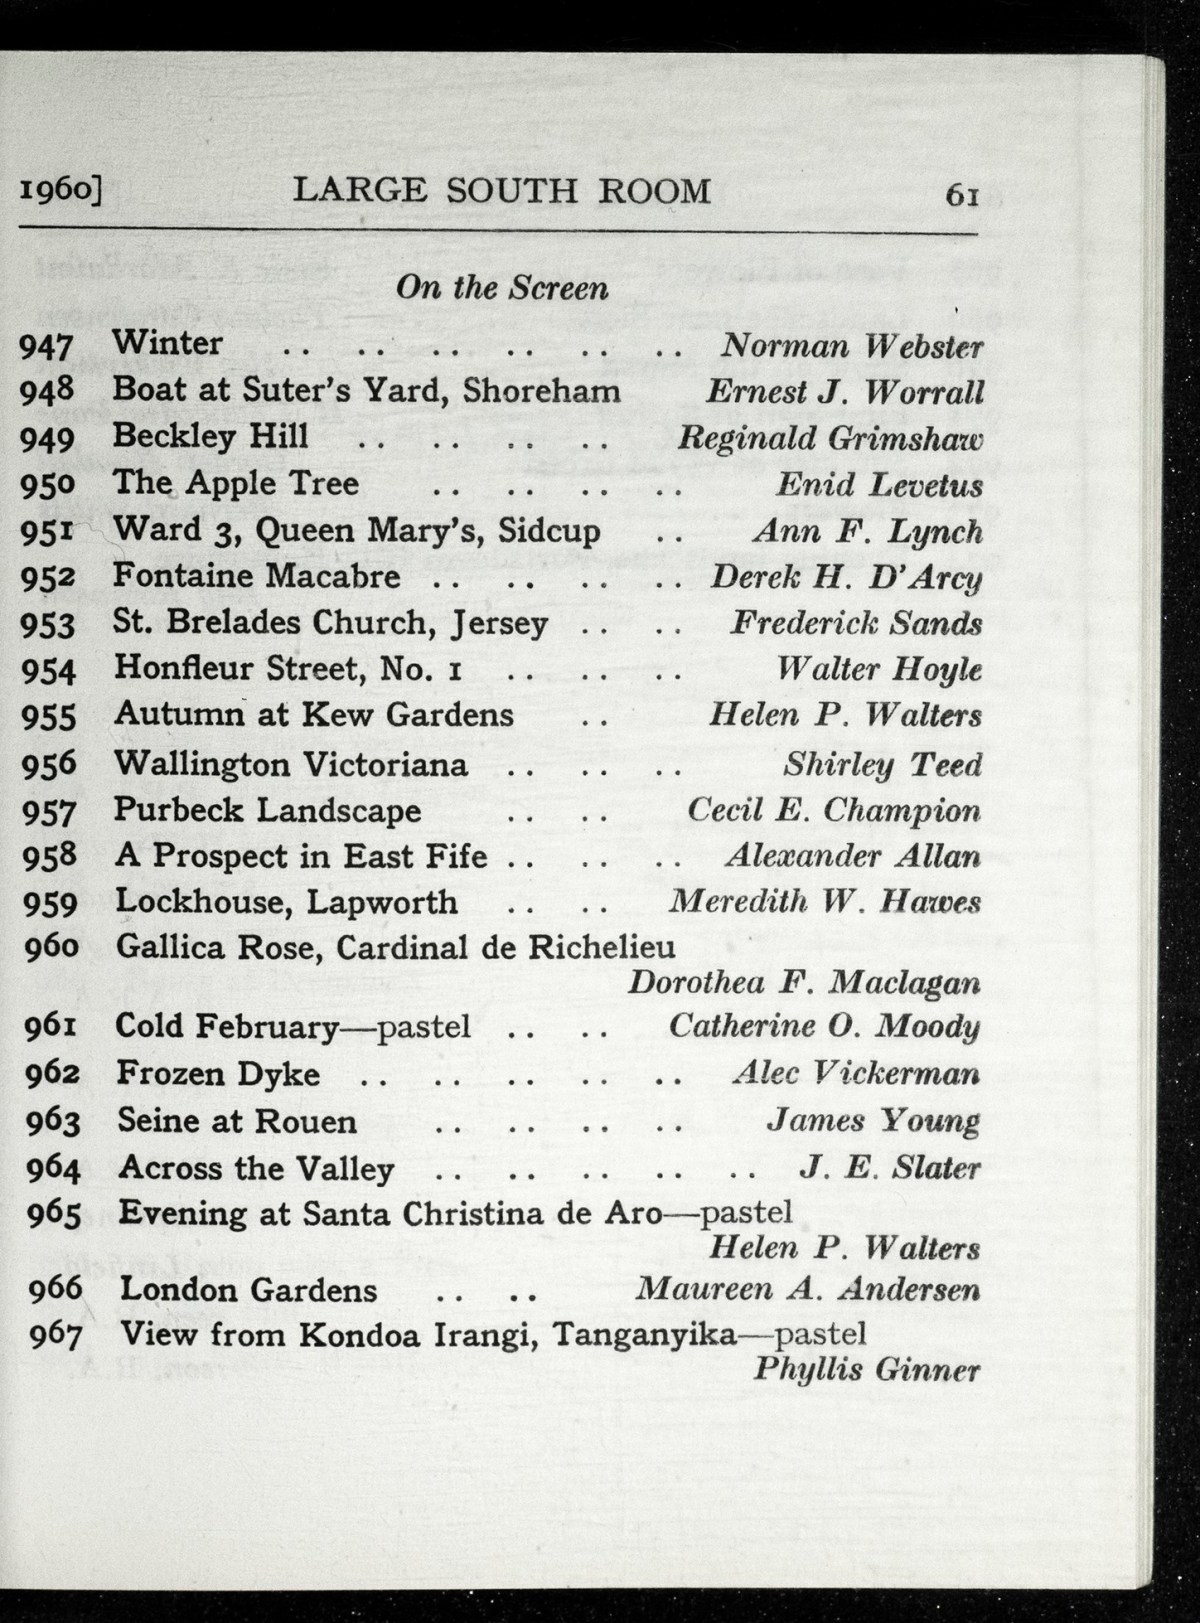 1960] LARGE SOUTH ROOM 61
On the Screen
947 Winter .. .. .. .. .. .. Norman Webster
948 Boat at Suter's Yard, Shoreham Ernest J. Worrall
949 Beckley Hill .. .. .. .. Reginald Grimshaw
950 The Apple Tree .. .. .. .. Enid Levetus
951 Ward 3, Queen Mary's, Sidcup .. Ann F. Lynch
952 Fontaine Macabre .. .. .. .. Derek H. D'Arcy
953 St. Brelades Church, Jersey .. .. Frederick Sands
954 Honfleur Street, No. 1 .. .. .. Walter Hoyle
955 Autumn at Kew Gardens .. Helen P. Walters
956 Wallington Victoriana .. .. .. Shirley Teed
957 Purbeck Landscape .. .. Cecil E. Champion
958 A Prospect in East Fife .. .. .. Alexander Allan
959 Lockhouse, Lapworth .. .. Meredith W. Hawes
960 Gallica Rose, Cardinal de Richelieu
Dorothea F. Maclagan
961 Cold February—pastel .. .. Catherine O. Moody
962 Frozen Dyke .. .. .. .. .. Alec Vickerman
963 Seine at Rouen .. .. .. .. James Young
964 Across the Valley .. .. .. .. .. J. E. Slater
965 Evening at Santa Christina de Aro—pastel
Helen P. Walters
966 London Gardens .. .. Maureen A. Andersen
967 View from Kondoa Irangi, Tanganyika—pastel
Phyllis Ginner